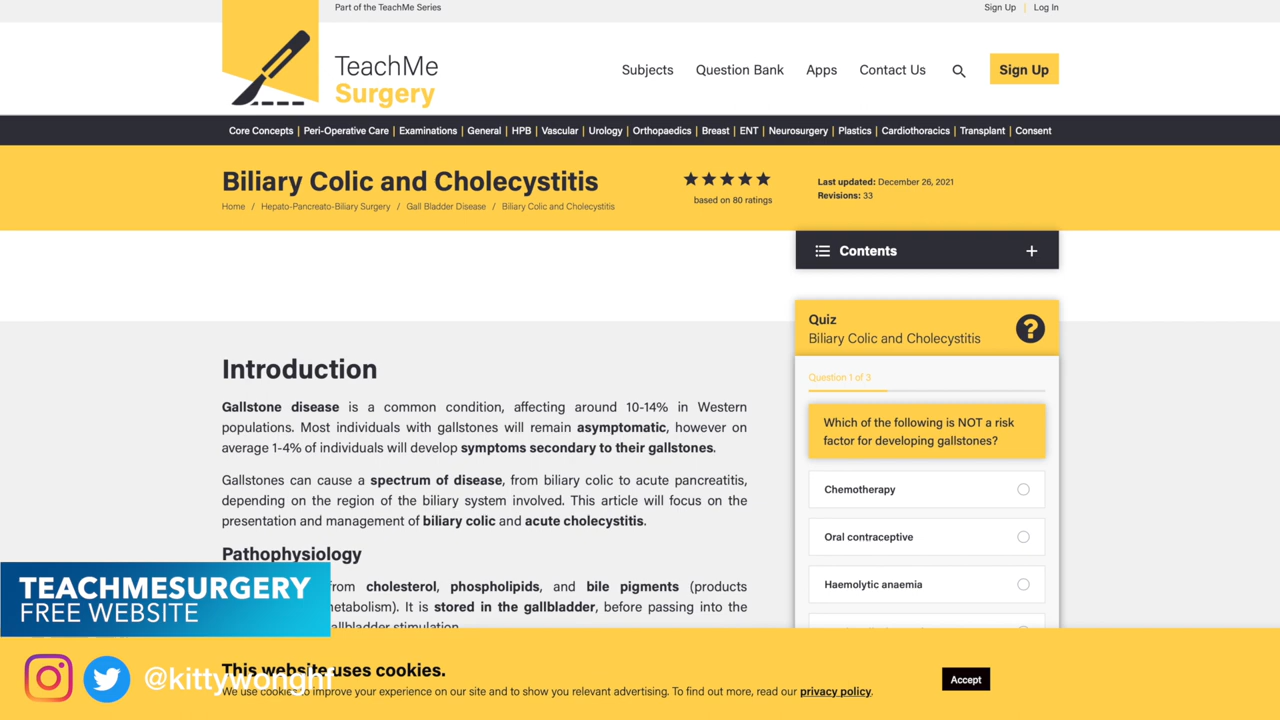 Part of the TeachMe Series
Sign Up | Log In
TeachMe
Surgery
Subjects Question Bank Apps Contact Us Sign Up
Core Concepts | Peri-Operative Care | Examinations | General | HPB | Vascular | Urology | Orthopaedics | Breast | ENT | Neurosurgery | Plastics | Cardiothoracics | Transplant | Consent
Biliary Colic and Cholecystitis
Home / Hepato-Pancreato-Biliary Surgery / Gall Bladder Disease / Biliary Colic and Cholecystitis
based on 80 ratings
Last updated: December 26, 2021
Revisions: 33
Contents +
Introduction
Gallstone disease is a common condition, affecting around 10-14% in Western
populations. Most individuals with gallstones will remain asymptomatic, however on
average 1-4% of individuals will develop symptoms secondary to their gallstones.
Gallstones can cause a spectrum of disease, from biliary colic to acute pancreatitis,
depending on the region of the biliary system involved. This article will focus on the
presentation and management of biliary colic and acute cholecystitis.
Pathophysiology
cholesterol, phospholipids, and bile pigments (products
It is stored in the gallbladder, before passing into the
stimulation
Quiz
Biliary Colic and Cholecystitis
?
Question 1 of 3
Which of the following is NOT a risk
factor for developing gallstones?
Chemotherapy
Oral contraceptive
Haemolytic anaemia
TEACHMESURGERY
FREE WEBSITE
This website uses cookies.
We use cookies to improve your experience on our site and to show you relevant advertising. To find out more, read our privacy policy.
Accept
@kittywonghf